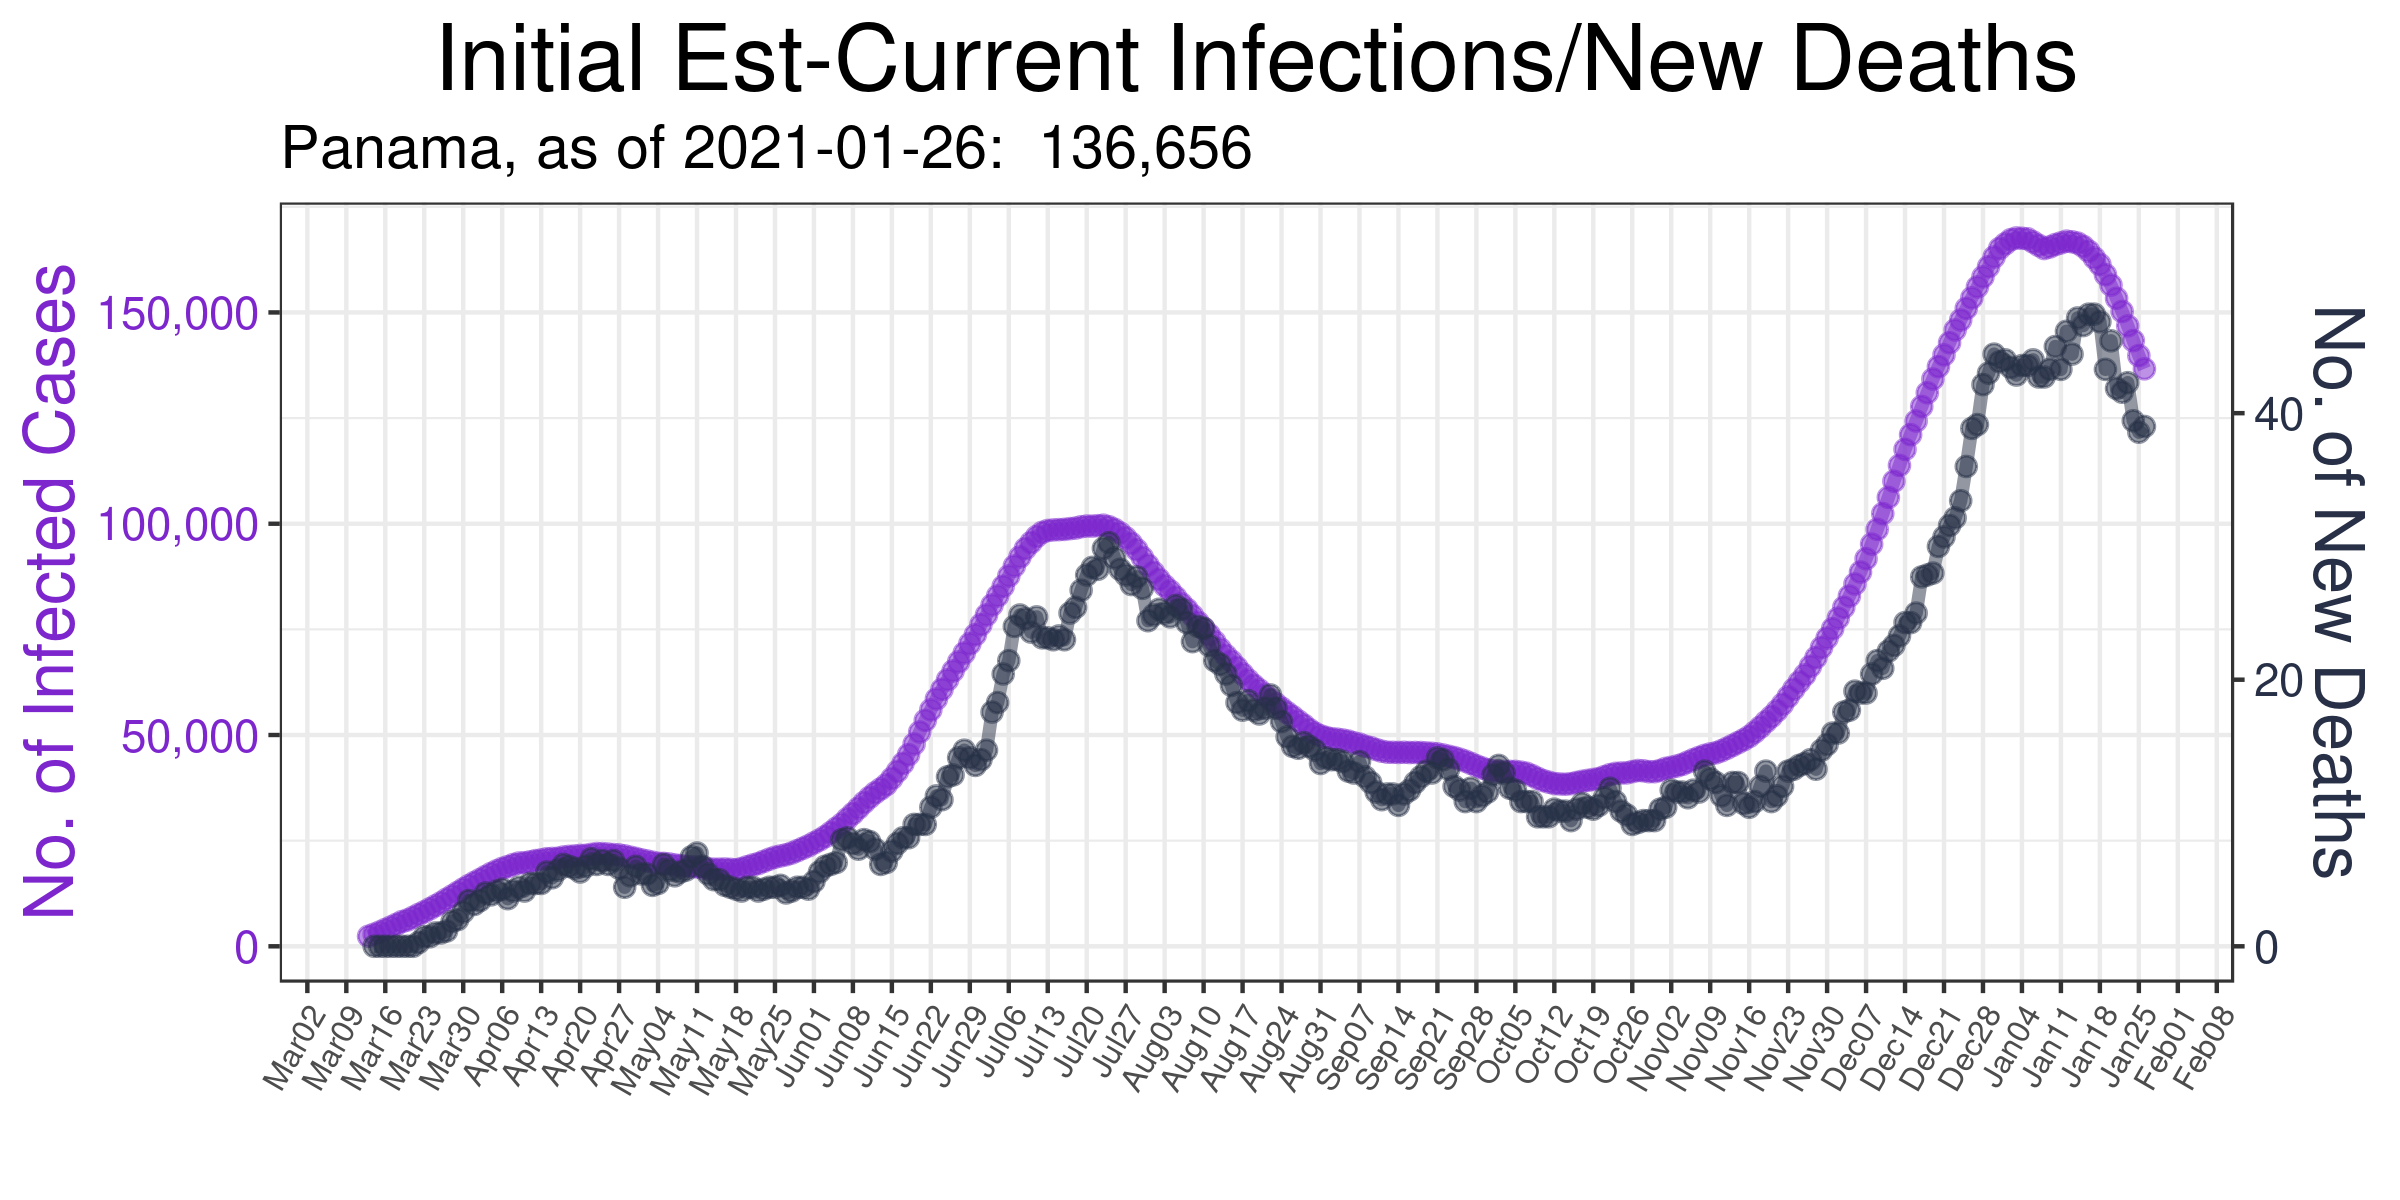 Initial Est-Current Infections/New Deaths
Panama, as of 2021-01-26:  136,656
No. of Infected Cases
150,000
100,000
50,000
0
40
20
0
No. of New Deaths
Mar02
Mar09
Mar16
Mar23
Mar30
Apr06
Apr13
Apr20
Apr27
May04
May11
May18
May25
Jun01
Jun08
Jun15
Jun22
Jun29
Jul06
Jul13
Jul20
Jul27
Aug03
Aug10
Aug17
Aug24
Aug31
Sep07
Sep14
Sep21
Sep28
Oct05
Oct12
Oct19
Oct26
Nov02
Nov09
Nov16
Nov23
Nov30
Dec07
Dec14
Dec21
Dec28
Jan04
Jan11
Jan18
Jan25
Feb01
Feb08